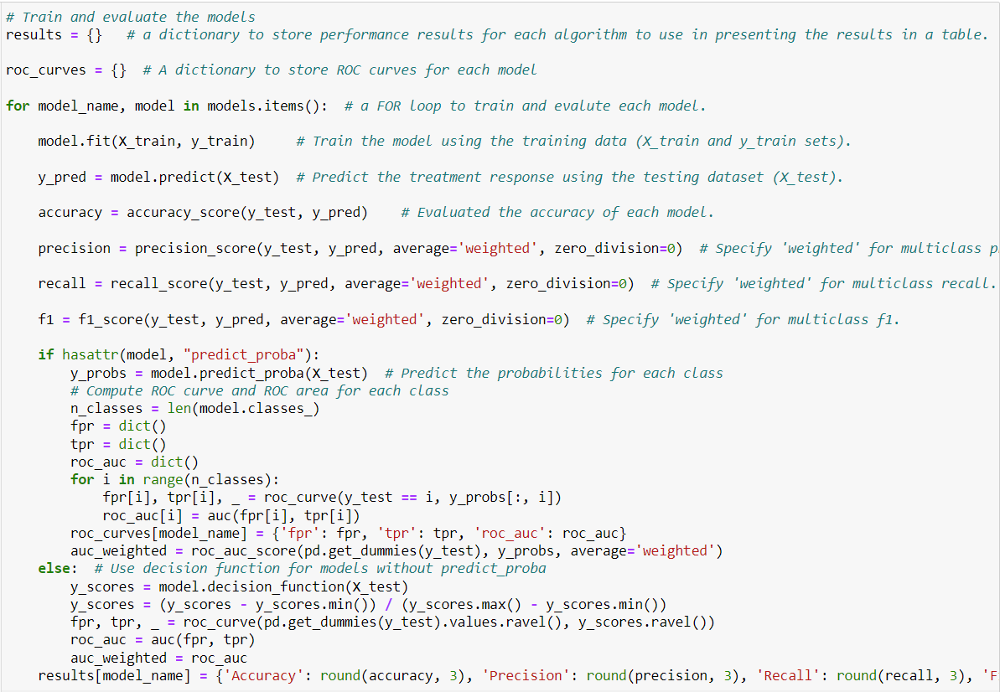 # Train and evaluate the models
results = {}   # a dictionary to store performance results for each algorithm to use in presenting the results in a table.
roc_curves = {}  # A dictionary to store ROC curves for each model
for model_name, model in models.items():  # a FOR loop to train and evalute each model.
    model.fit(X_train, y_train)     # Train the model using the training data (X_train and y_train sets).
    y_pred = model.predict(X_test)  # Predict the treatment response using the testing dataset (X_test).
    accuracy = accuracy_score(y_test, y_pred)    # Evaluated the accuracy of each model.
    precision = precision_score(y_test, y_pred, average='weighted', zero_division=0)  # Specify 'weighted' for multiclass
    recall = recall_score(y_test, y_pred, average='weighted', zero_division=0)  # Specify 'weighted' for multiclass recall.
    f1 = f1_score(y_test, y_pred, average='weighted', zero_division=0)  # Specify 'weighted' for multiclass f1.
    if hasattr(model, "predict_proba"):
        y_probs = model.predict_proba(X_test)  # Predict the probabilities for each class
        # Compute ROC curve and ROC area for each class
        n_classes = len(model.classes_)
        fpr = dict()
        tpr = dict()
        roc_auc = dict()
        for i in range(n_classes):
            fpr[i], tpr[i], _ = roc_curve(y_test == i, y_probs[:, i])
            roc_auc[i] = auc(fpr[i], tpr[i])
        roc_curves[model_name] = {'fpr': fpr, 'tpr': tpr, 'roc_auc': roc_auc}
        auc_weighted = roc_auc_score(pd.get_dummies(y_test), y_probs, average='weighted')
    else:  # Use decision function for models without predict_proba
        y_scores = model.decision_function(X_test)
        y_scores = (y_scores - y_scores.min()) / (y_scores.max() - y_scores.min())
        fpr, tpr, _ = roc_curve(pd.get_dummies(y_test).values.ravel(), y_scores.ravel())
        roc_auc = auc(fpr, tpr)
        auc_weighted = roc_auc
    results[model_name] = {'Accuracy': round(accuracy, 3), 'Precision': round(precision, 3), 'Recall': round(recall, 3), 'F